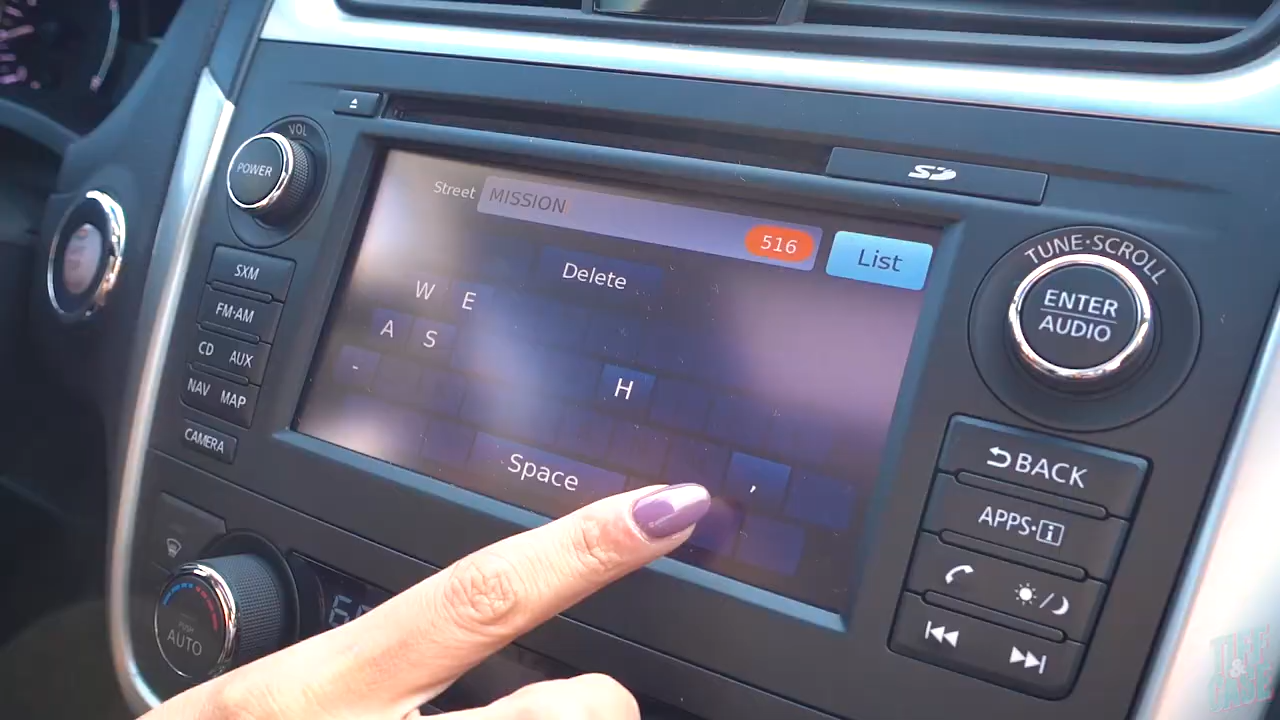 VOL
POWER
SXM
FM·AM
CD AUX
NAV MAP
CAMERA
Street MISSION 516 List
Delete
W E
A S
-
H
Space ,
SD
TUNE·SCROLL
ENTER
AUDIO
BACK
APPS·i
PUSH
AUTO